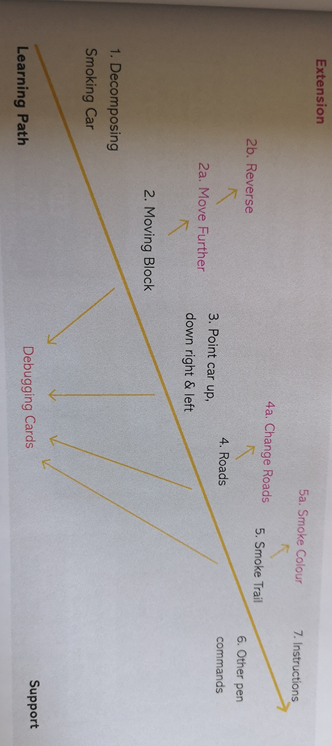 Extension
2b. Reverse
2a. Move Further
4a. Change Roads
5a. Smoke Colour
1. Decomposing
Smoking Car
2. Moving Block
3. Point car up,
down right & left
4. Roads
5. Smoke Trail
6. Other pen
commands
7. Instructions
Learning Path
Debugging Cards
Support